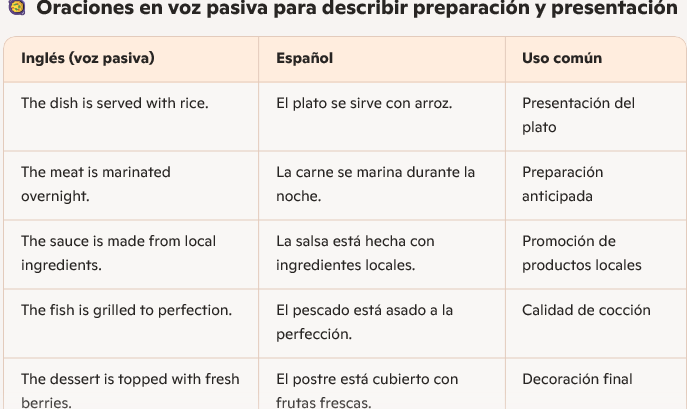 🥘 Oraciones en voz pasiva para describir preparación y presentación
Inglés (voz pasiva) Español Uso común
The dish is served with rice. El plato se sirve con arroz. Presentación del
plato
The meat is marinated
overnight.
La carne se marina durante la
noche.
Preparación
anticipada
The sauce is made from local
ingredients.
La salsa está hecha con
ingredientes locales.
Promoción de
productos locales
The fish is grilled to perfection.
El pescado está asado a la
perfección.
Calidad de cocción
The dessert is topped with fresh
berries.
El postre está cubierto con
frutas frescas.
Decoración final